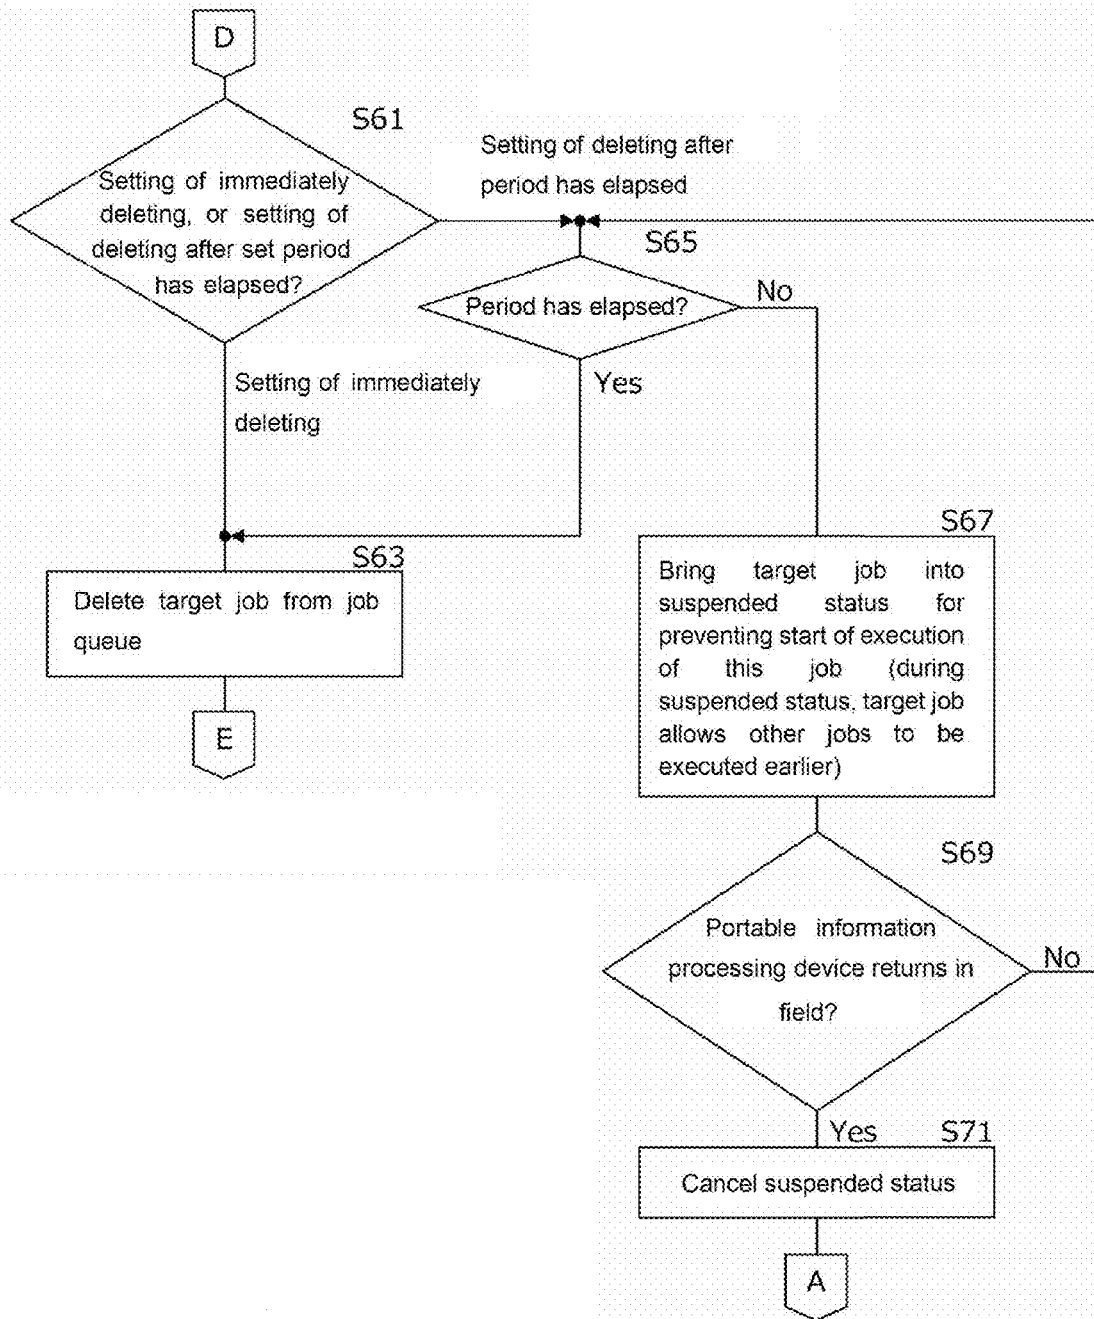 D
S61
Setting of immediately
deleting, or setting of
deleting after set period
has elapsed?
Setting of deleting after
period has elapsed
S65
Period has elapsed?
No
Yes
Setting of immediately
deleting
S63
Delete target job from job
queue
E
S67
Bring target job into
suspended status for
preventing start of execution
of this job (during
suspended status, target job
allows other jobs to be
executed earlier)
S69
Portable information
processing device returns in
field?
No
Yes
S71
Cancel suspended status
A